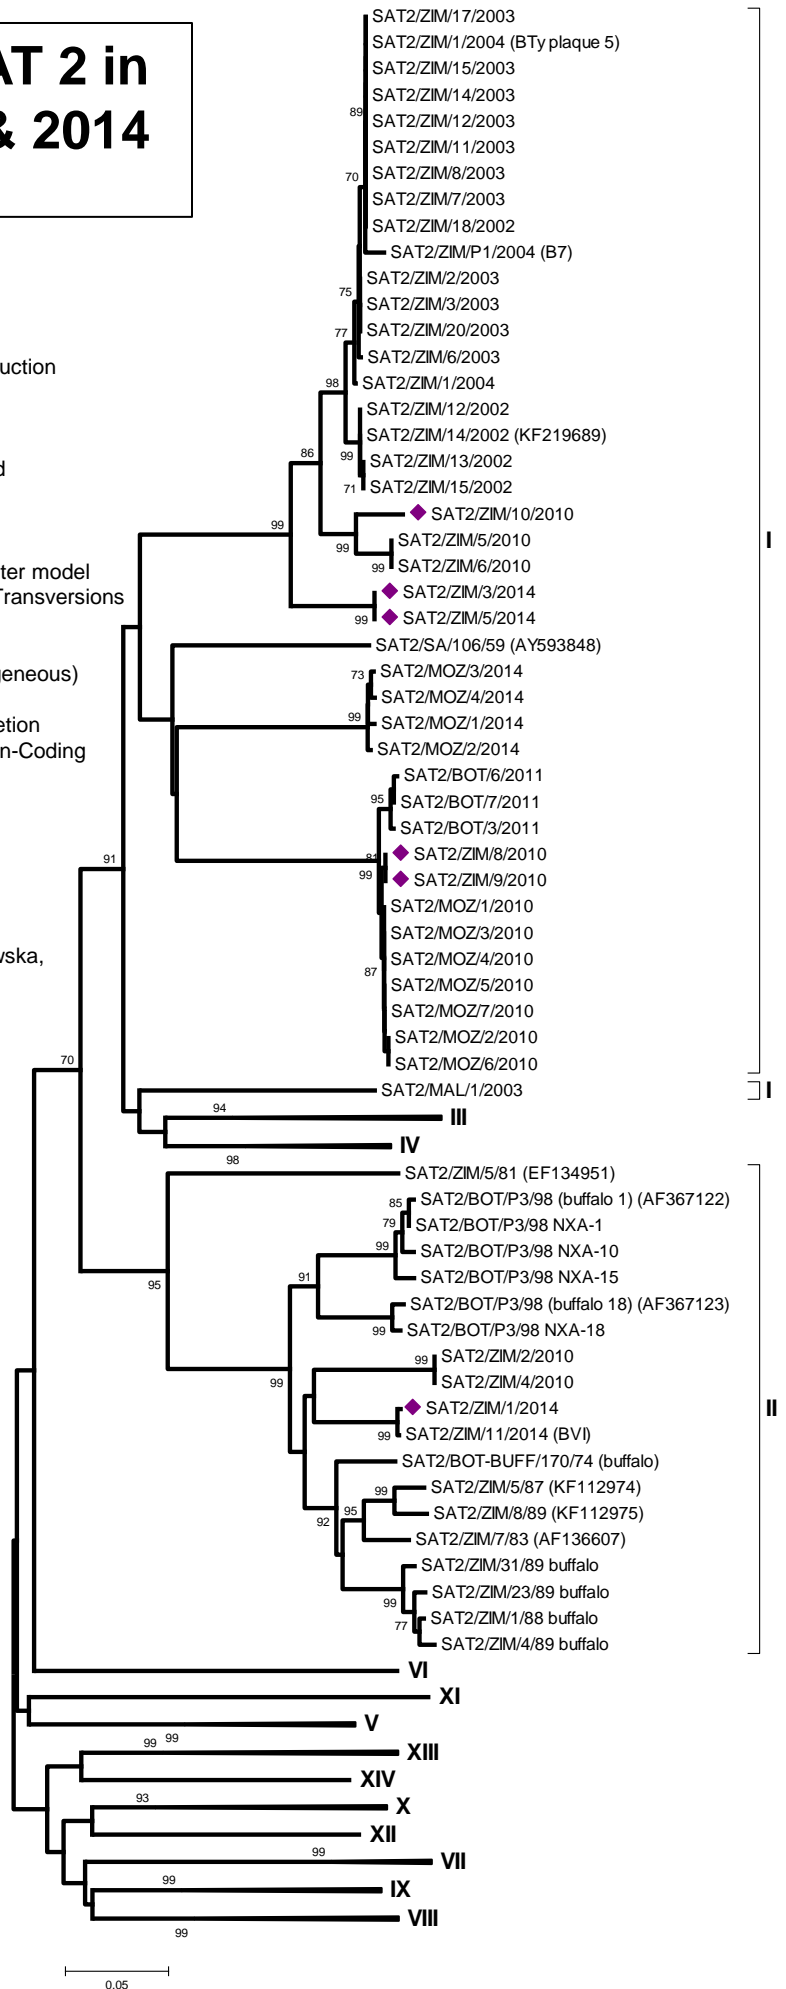 AT 2 in
& 2014
uction
d
ter model
Transversions
geneous)
etion
n-Coding
wska,
SAT2/ZIM/17/2003
SAT2/ZIM/1/2004 (BTy plaque 5)
SAT2/ZIM/15/2003
SAT2/ZIM/14/2003
89
SAT2/ZIM/12/2003
SAT2/ZIM/11/2003
SAT2/ZIM/8/2003
70
SAT2/ZIM/7/2003
SAT2/ZIM/18/2002
SAT2/ZIM/P1/2004 (B7)
SAT2/ZIM/2/2003
75
SAT2/ZIM/3/2003
77
SAT2/ZIM/20/2003
SAT2/ZIM/6/2003
98
SAT2/ZIM/1/2004
SAT2/ZIM/12/2002
SAT2/ZIM/14/2002 (KF219689)
86
99
SAT2/ZIM/13/2002
71
SAT2/ZIM/15/2002
SAT2/ZIM/10/2010
99
SAT2/ZIM/5/2010
I
99
99
SAT2/ZIM/6/2010
SAT2/ZIM/3/2014
99
SAT2/ZIM/5/2014
SAT2/SA/106/59 (AY593848)
73
SAT2/MOZ/3/2014
SAT2/MOZ/4/2014
99
SAT2/MOZ/1/2014
SAT2/MOZ/2/2014
SAT2/BOT/6/2011
95
SAT2/BOT/7/2011
SAT2/BOT/3/2011
91
81
SAT2/ZIM/8/2010
99
SAT2/ZIM/9/2010
SAT2/MOZ/1/2010
SAT2/MOZ/3/2010
SAT2/MOZ/4/2010
87
SAT2/MOZ/5/2010
SAT2/MOZ/7/2010
SAT2/MOZ/2/2010
70
SAT2/MOZ/6/2010
SAT2/MAL/1/2003
I
94
III
IV
98
SAT2/ZIM/5/81 (EF134951)
85
SAT2/BOT/P3/98 (buffalo 1) (AF367122)
79
SAT2/BOT/P3/98 NXA-1
99
SAT2/BOT/P3/98 NXA-10
91
SAT2/BOT/P3/98 NXA-15
95
SAT2/BOT/P3/98 (buffalo 18) (AF367123)
99
SAT2/BOT/P3/98 NXA-18
99
SAT2/ZIM/2/2010
99
SAT2/ZIM/4/2010
SAT2/ZIM/1/2014
II
99
SAT2/ZIM/11/2014 (BVI)
SAT2/BOT-BUFF/170/74 (buffalo)
99
SAT2/ZIM/5/87 (KF112974)
92
95
SAT2/ZIM/8/89 (KF112975)
SAT2/ZIM/7/83 (AF136607)
SAT2/ZIM/31/89 buffalo
99
SAT2/ZIM/23/89 buffalo
77
SAT2/ZIM/1/88 buffalo
SAT2/ZIM/4/89 buffalo
VI
XI
V
99 99
XIII
XIV
93
X
XII
99
VII
99
IX
VIII
99
0.05